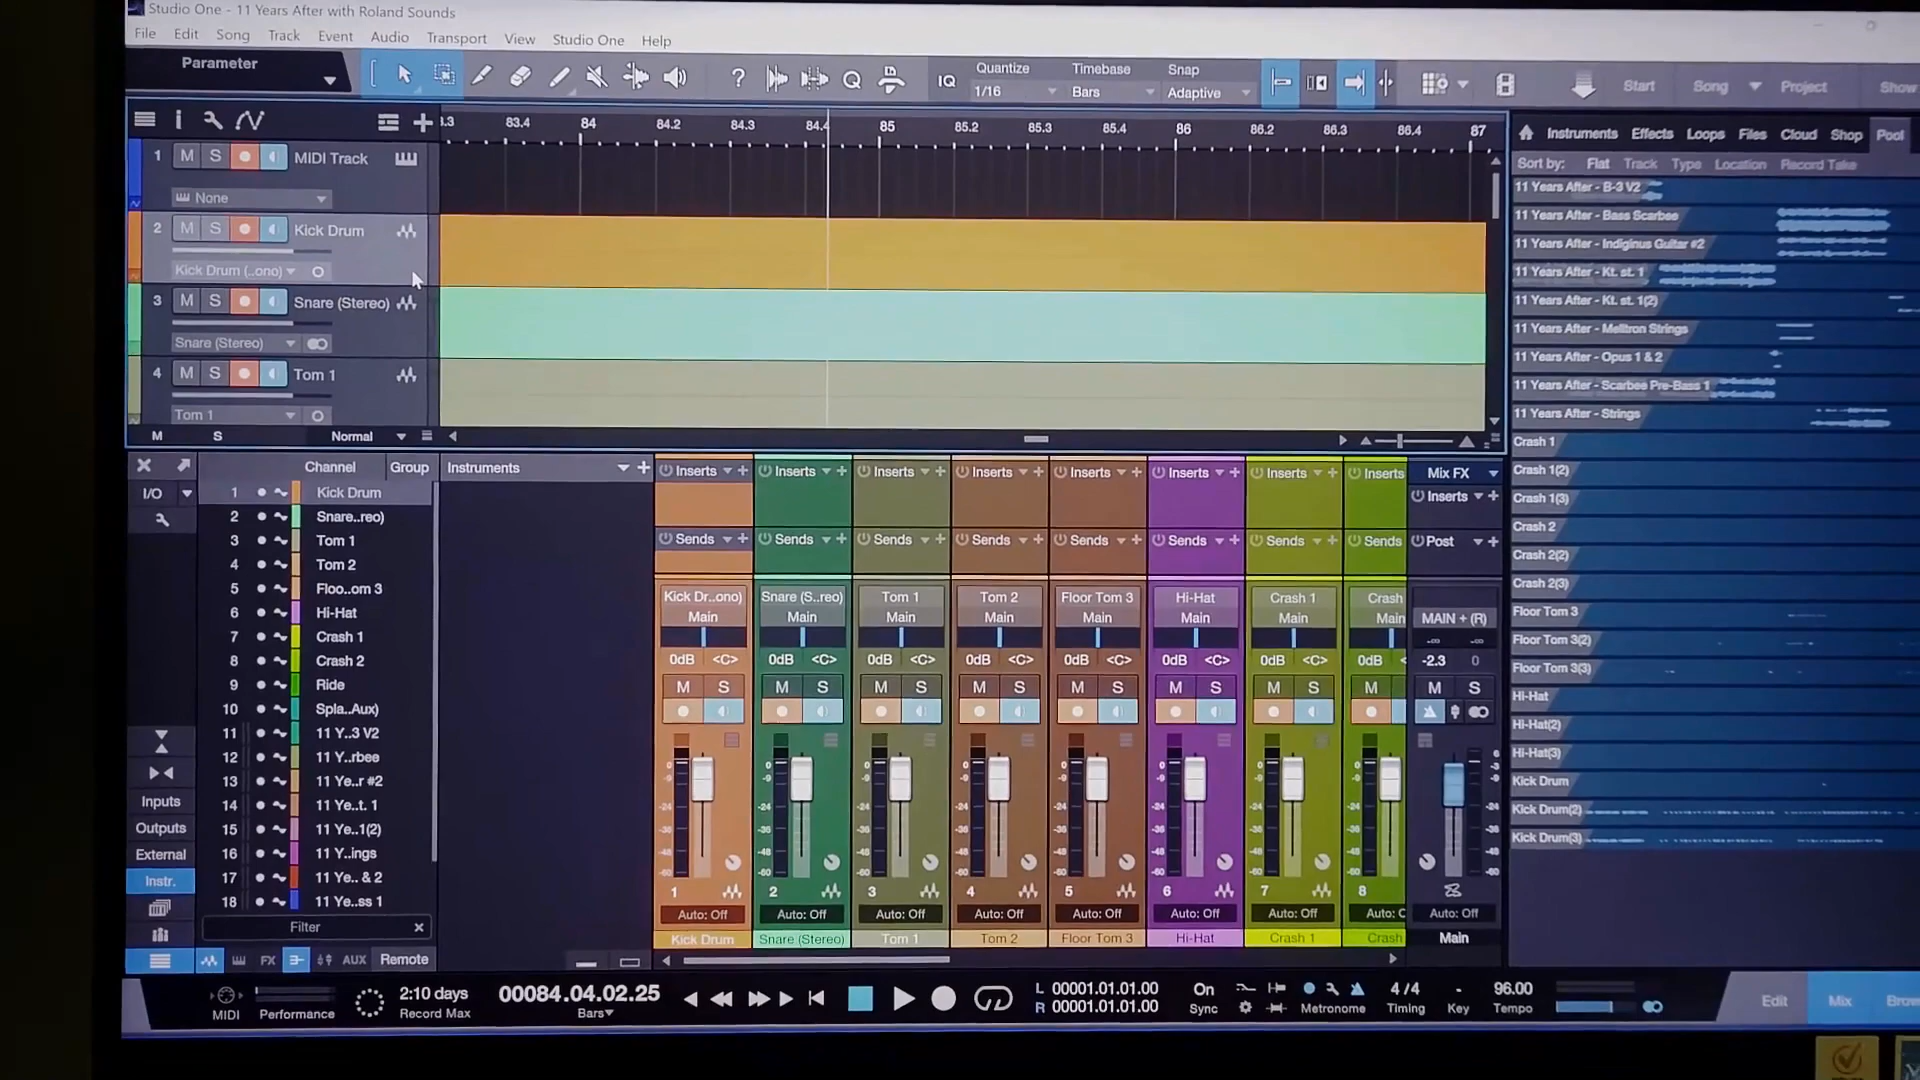 Studio One - 11 Years After with Roland Sounds
File Edit Song Track Event Audio Transport View Studio One Help
Parameter
IQ
Quantize
1/16
Timebase
Bars
Snap
Adaptive
Start Song Project Show
83.4 84 84.2 84.3 84.4 85 85.2 85.3 85.4 86 86.2 86.3 86.4 87
1 M S MIDI Track
None
2 M S Kick Drum
Kick Drum (..ono)
3 M S Snare (Stereo)
Snare (Stereo)
4 M S Tom 1
Tom 1
M S Normal
Instruments Effects Loops Files Cloud Shop Pool
Sort by: Flat Track Type Location Record Take
11 Years After - B-3 V2
11 Years After - Bass Scarbee
11 Years After - Indiginus Guitar #2
11 Years After - Kt. st. 1
11 Years After - Kt. st. 1(2)
11 Years After - Melltron Strings
11 Years After - Opus 1 & 2
11 Years After - Scarbee Pre-Bass 1
11 Years After - Strings
Crash 1
Crash 1(2)
Crash 1(3)
Crash 2
Crash 2(2)
Crash 2(3)
Floor Tom 3
Floor Tom 3(2)
Floor Tom 3(3)
Hi-Hat
Hi-Hat(2)
Hi-Hat(3)
Kick Drum
Kick Drum(2)
Kick Drum(3)
I/O
Inputs
Outputs
External
Instr.
Channel Group
1 Kick Drum
2 Snare..reo)
3 Tom 1
4 Tom 2
5 Floo..om 3
6 Hi-Hat
7 Crash 1
8 Crash 2
9 Ride
10 Spla..Aux)
11 11 Y..3 V2
12 11 Y..rbee
13 11 Ye..r #2
14 11 Ye..t. 1
15 11 Ye..1(2)
16 11 Y..ings
17 11 Ye.. & 2
18 11 Ye..ss 1
Filter
FX AUX Remote
Instruments
Inserts Inserts Inserts Inserts Inserts Inserts Inserts Inserts Mix FX
Inserts
Sends Sends Sends Sends Sends Sends Sends Sends Post
Kick Dr..ono) Snare (S..reo) Tom 1 Tom 2 Floor Tom 3 Hi-Hat Crash 1 Crash
Main Main Main Main Main Main Main Main MAIN + (R)
0dB <C> 0dB <C> 0dB <C> 0dB <C> 0dB <C> 0dB <C> 0dB <C> 0dB < -2.3 0
M S M S M S M S M S M S M S M M S
1 2 3 4 5 6 7 8
Auto: Off Auto: Off Auto: Off Auto: Off Auto: Off Auto: Off Auto: Off Auto: C Auto: Off
Kick Drum Snare (Stereo) Tom 1 Tom 2 Floor Tom 3 Hi-Hat Crash 1 Crash Main
MIDI
Performance
2:10 days
Record Max
00084.04.02.25
Bars
L 00001.01.01.00
R 00001.01.01.00
On
Sync
Metronome
4/4
Timing
-
Key
96.00
Tempo
Edit Mix Brow